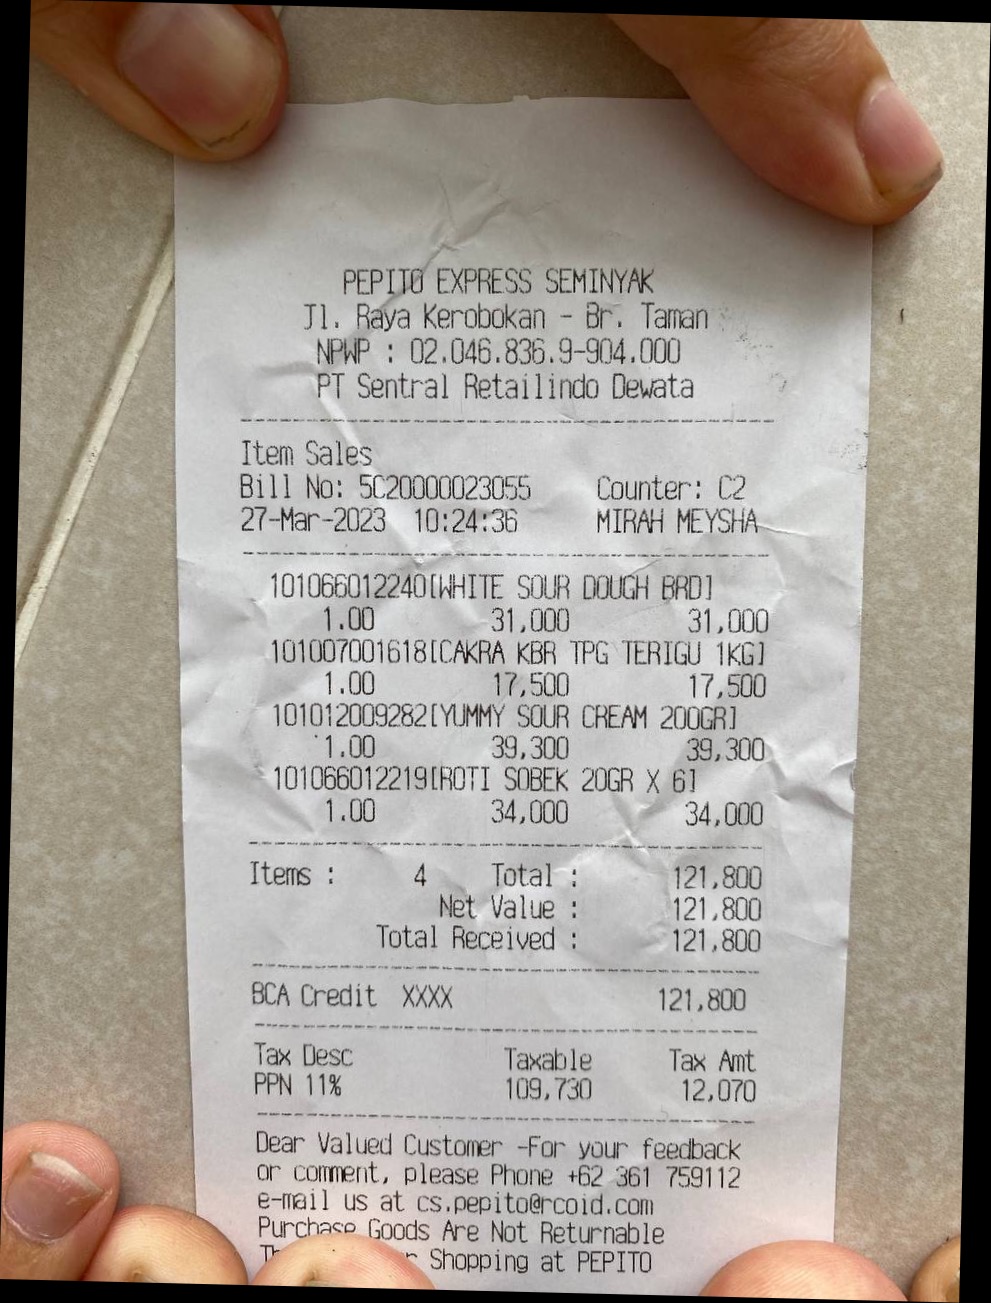 PEPITO EXPRESS SEMINYAK
Jl. Raya Kerobokan - Br. Taman
NPWP : 02.046.836.9-904.000
PT Sentral Retailindo Dewata
Item Sales
Bill No: 5C20000023055 Counter: C2
27-Mar-2023 10:24:36 MIRAH MEYSHA
101066012240[WHITE SOUR DOUGH BRD]
1.00 31,000 31,000
101007001618[CAKRA KBR TPG TERIGU 1KG]
1.00 17,500 17,500
101012009282[YUMMY SOUR CREAM 200GR]
1.00 39,300 39,300
101066012219[ROTI SOBEK 20GR X 6]
1.00 34,000 34,000
Items : 4 Total : 121,800
Net Value : 121,800
Total Received : 121,800
BCA Credit XXXX 121,800
Tax Desc Taxable Tax Amt
PPN 11% 109,730 12,070
Dear Valued Customer -For your feedback
or comment, please Phone +62 361 759112
e-mail us at cs.pepito@rcoid.com
Purchase Goods Are Not Returnable
Shopping at PEPITO